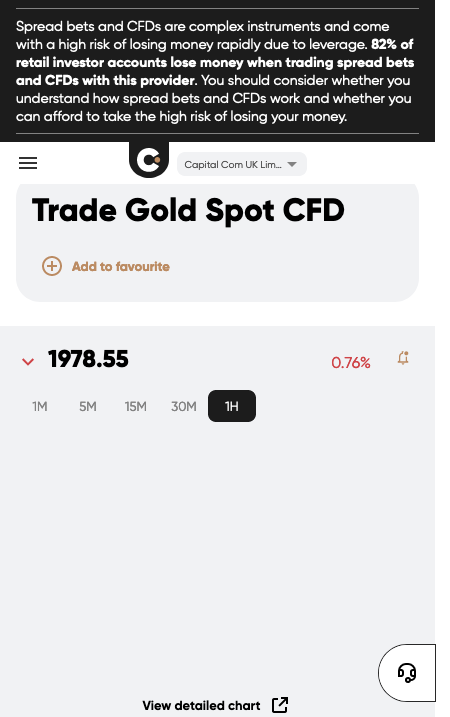 Spread bets and CFDs are complex instruments and come
with a high risk of losing money rapidly due to leverage. 82% of
retail investor accounts lose money when trading spread bets
and CFDs with this provider. You should consider whether you
understand how spread bets and CFDs work and whether you
can afford to take the high risk of losing your money.
Capital Com UK Lim...
Trade Gold Spot CFD
Add to favourite
1978.55
0.76%
1M 5M 15M 30M 1H
View detailed chart